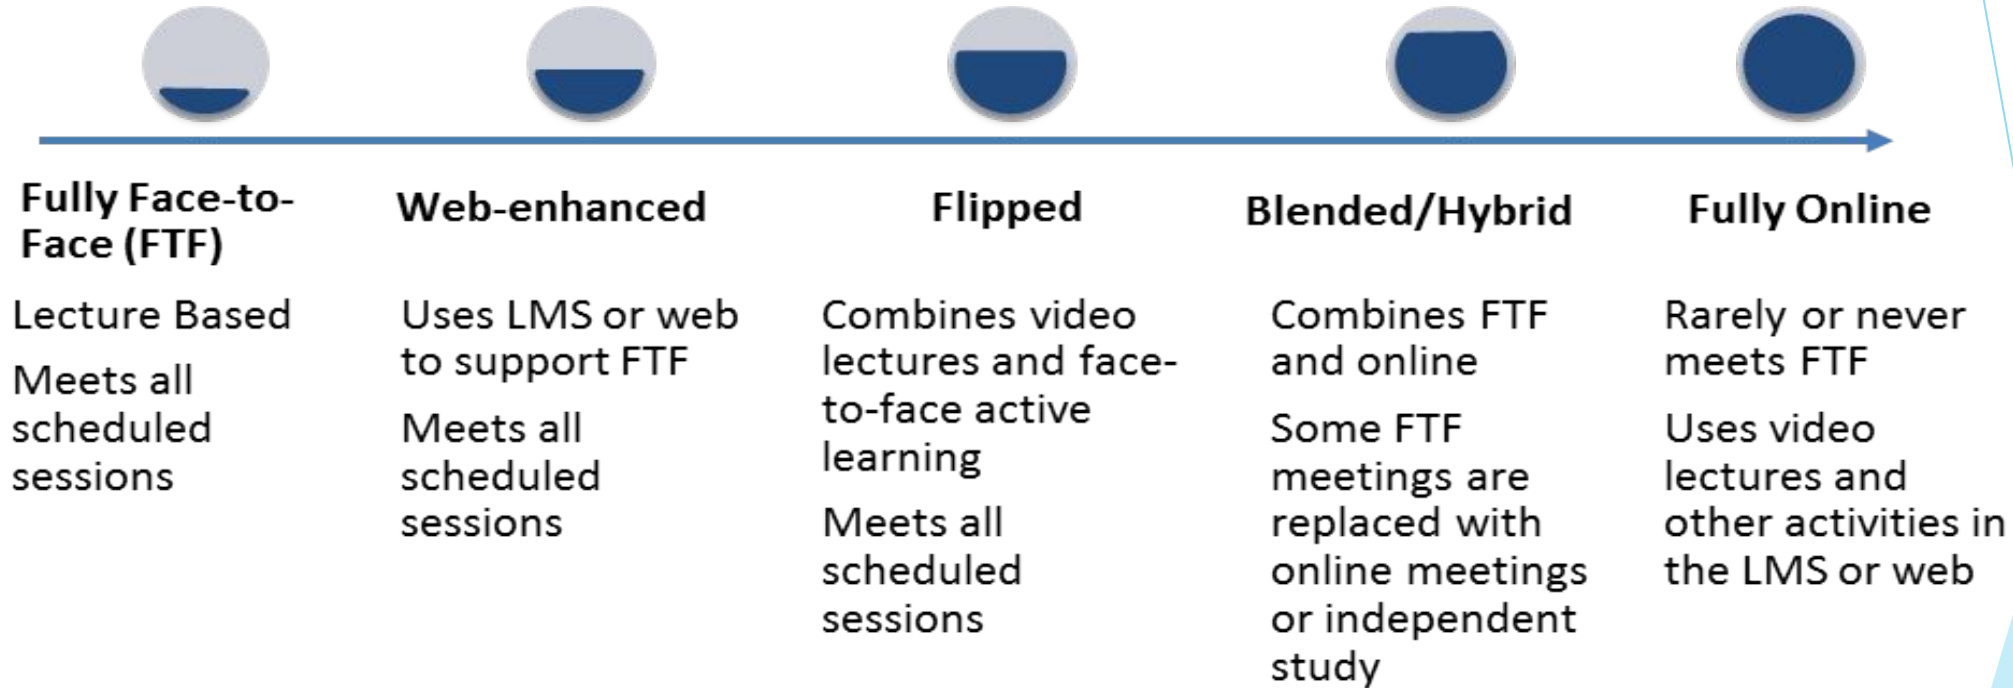 Fully Face-to-
Face (FTF)
Lecture Based
Meets all
scheduled
sessions
Web-enhanced
Uses LMS or web
to support FTF
Meets all
scheduled
sessions
Flipped
Combines video
lectures and face-
to-face active
learning
Meets all
scheduled
sessions
Blended/Hybrid
Combines FTF
and online
Some FTF
meetings are
replaced with
online meetings
or independent
study
Fully Online
Rarely or never
meets FTF
Uses video
lectures and
other activities in
the LMS or web